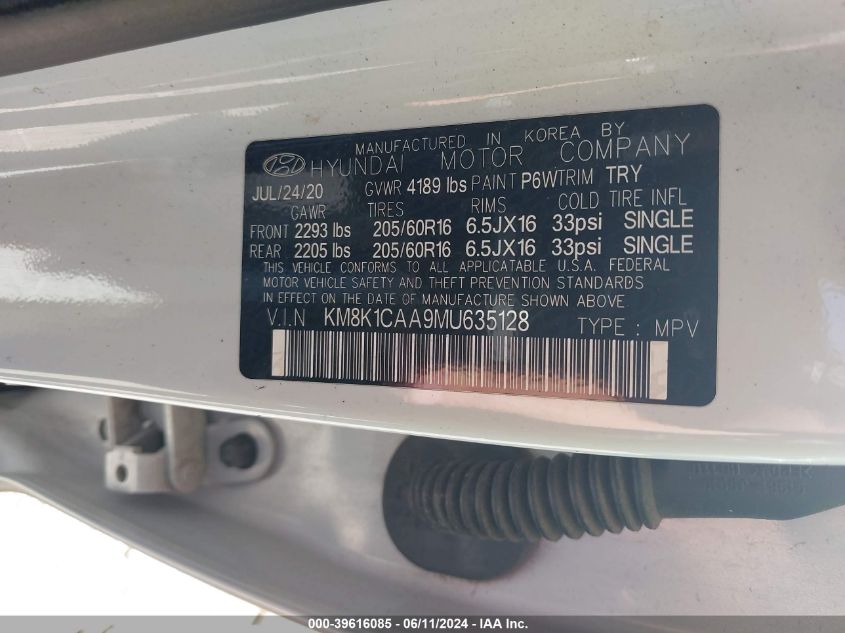 MANUFACTURED IN KOREA BY
HYUNDAI MOTOR COMPANY
JUL/24/20 GVWR 4189 lbs PAINT P6W TRIM TRY
GAWR TIRES RIMS COLD TIRE INFL
FRONT 2293 lbs 205/60R16 6.5JX16 33psi SINGLE
REAR 2205 lbs 205/60R16 6.5JX16 33psi SINGLE
THIS VEHICLE CONFORMS TO ALL APPLICABLE U.S.A. FEDERAL
MOTOR VEHICLE SAFETY AND THEFT PREVENTION STANDARDS
IN EFFECT ON THE DATE OF MANUFACTURE SHOWN ABOVE
V.I.N KM8K1CAA9MU635128 TYPE : MPV
000-39616085 - 06/11/2024 - IAA Inc.